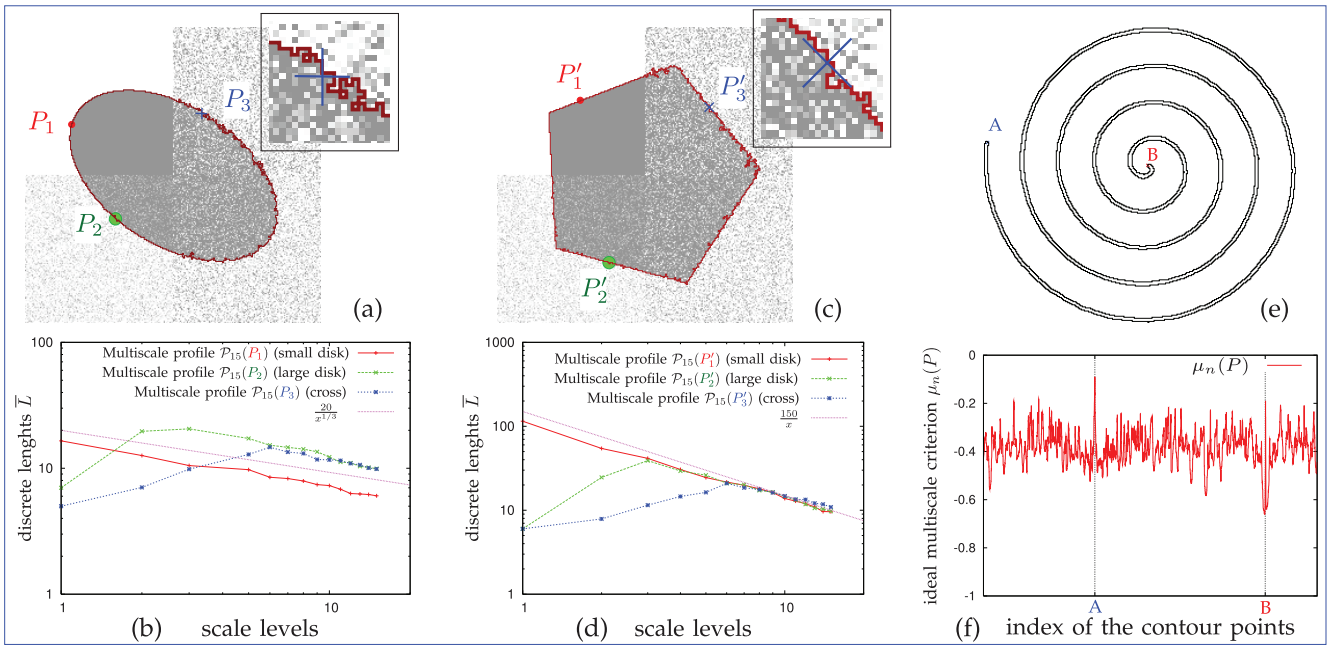 P₁
P₂
P₃
(a)
P′₁
P′₂
P′₃
(c)
A
B
(e)
Multiscale profile 𝒫₁₅(P₁) (small disk)
Multiscale profile 𝒫₁₅(P₂) (large disk)
Multiscale profile 𝒫₁₅(P₃) (cross)
20/x^{1/3}
100
10
1
1
10
discrete lenghts L̅
(b) scale levels
Multiscale profile 𝒫₁₅(P′₁) (small disk)
Multiscale profile 𝒫₁₅(P′₂) (large disk)
Multiscale profile 𝒫₁₅(P′₃) (cross)
150/x
1000
100
10
1
1
10
discrete lenghts L̅
(d) scale levels
μₙ(P)
0
-0.2
-0.4
-0.6
-0.8
-1
A
B
ideal multiscale criterion μₙ(P)
(f) index of the contour points